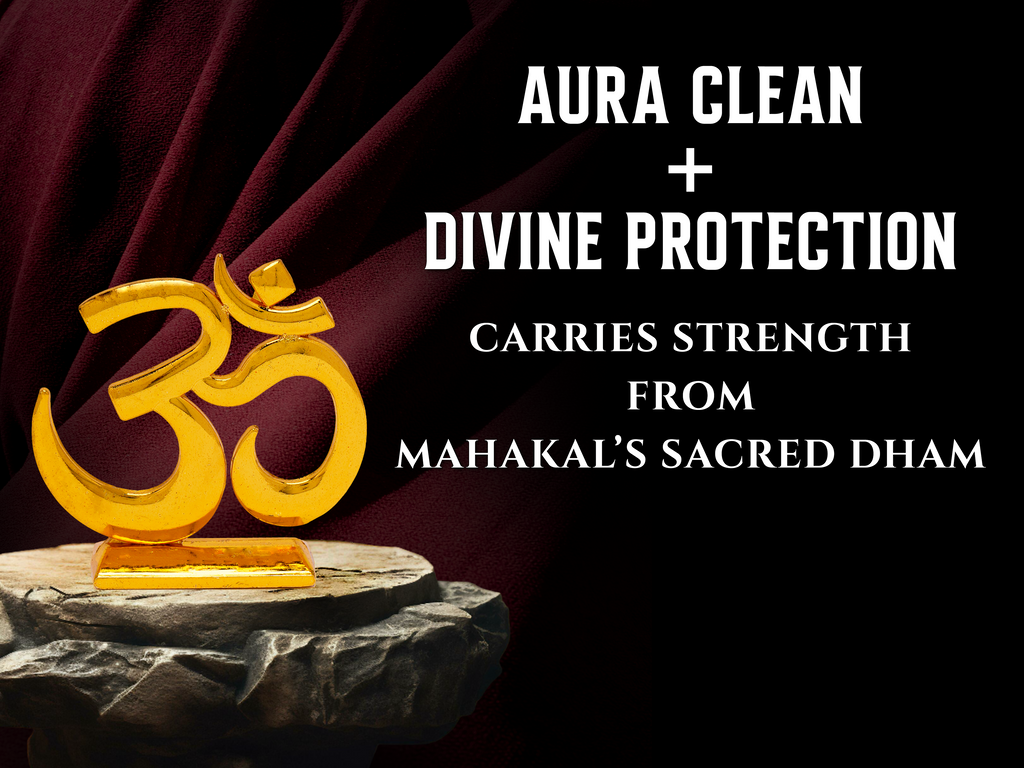 AURA CLEAN
+
DIVINE PROTECTION
CARRIES STRENGTH
FROM
MAHAKAL'S SACRED DHAM
ॐ